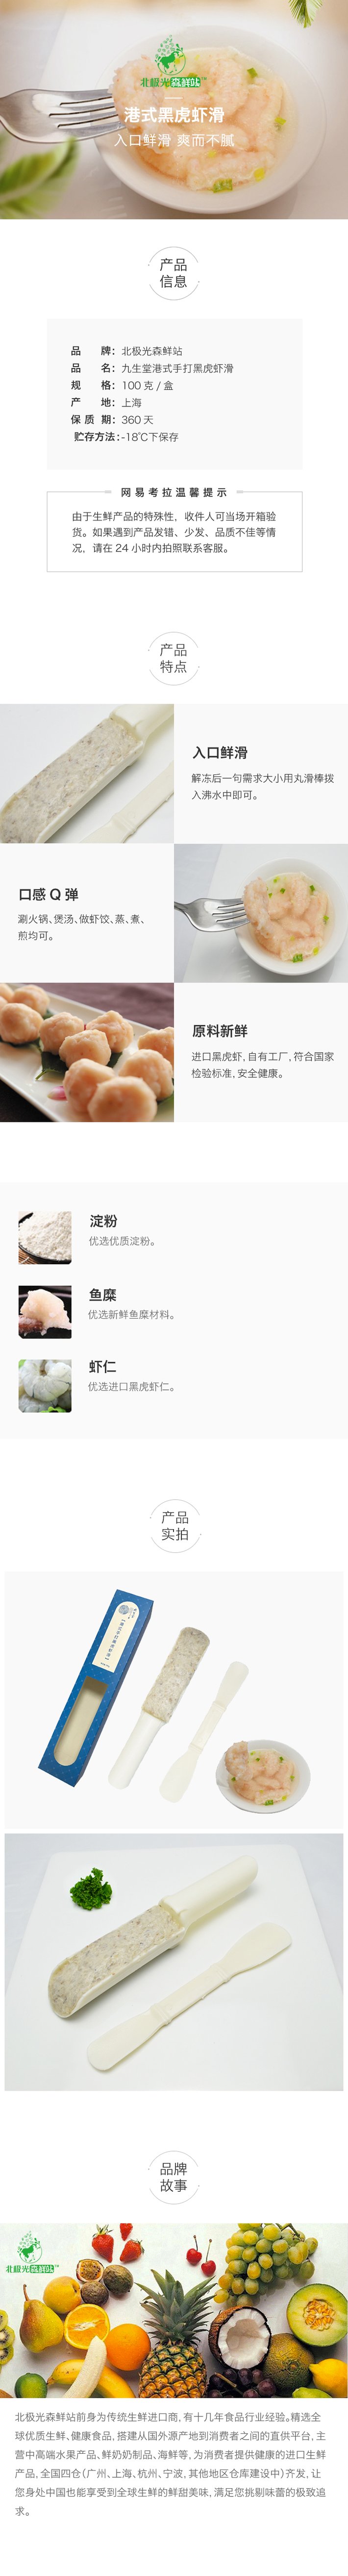 北极光森鲜站™
港式黑虎虾滑
入口鲜滑 爽而不腻
产品
信息
品 牌：北极光森鲜站
品 名：九生堂港式手打黑虎虾滑
规 格：100 克 / 盒
产 地：上海
保 质 期：360 天
贮存方法：-18℃下保存
网易考拉温馨提示
由于生鲜产品的特殊性，收件人可当场开箱验
货。如果遇到产品发错、少发、品质不佳等情
况，请在 24 小时内拍照联系客服。
产品
特点
入口鲜滑
解冻后一句需求大小用丸滑棒拨
入沸水中即可。
口感 Q 弹
涮火锅、煲汤、做虾饺、蒸、煮、
煎均可。
原料新鲜
进口黑虎虾，自有工厂，符合国家
检验标准，安全健康。
淀粉
优选优质淀粉。
鱼糜
优选新鲜鱼糜材料。
虾仁
优选进口黑虎虾仁。
产品
实拍
品牌
故事
北极光森鲜站™
北极光森鲜站前身为传统生鲜进口商，有十几年食品行业经验。精选全
球优质生鲜、健康食品，搭建从国外源产地到消费者之间的直供平台，主
营中高端水果产品、鲜奶奶制品、海鲜等，为消费者提供健康的进口生鲜
产品，全国四仓（广州、上海、杭州、宁波，其他地区仓库建设中）齐发，让
您身处中国也能享受到全球生鲜的鲜甜美味，满足您挑剔味蕾的极致追
求。